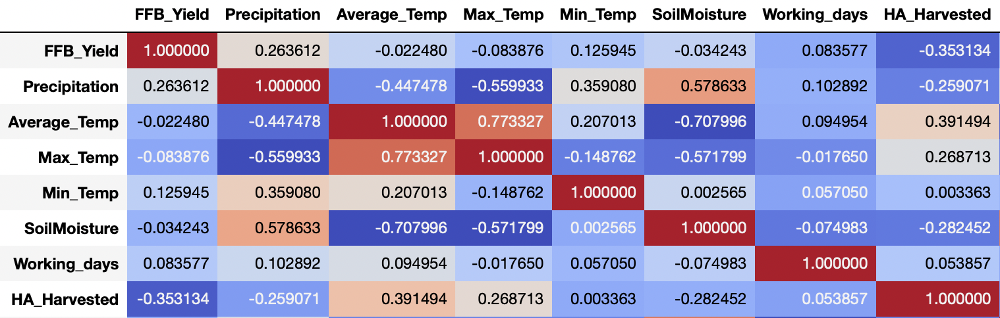 FFB_Yield Precipitation Average_Temp Max_Temp Min_Temp SoilMoisture Working_days HA_Harvested
FFB_Yield 1.000000 0.263612 -0.022480 -0.083876 0.125945 -0.034243 0.083577 -0.353134
Precipitation 0.263612 1.000000 -0.447478 -0.559933 0.359080 0.578633 0.102892 -0.259071
Average_Temp -0.022480 -0.447478 1.000000 0.773327 0.207013 -0.707996 0.094954 0.391494
Max_Temp -0.083876 -0.559933 0.773327 1.000000 -0.148762 -0.571799 -0.017650 0.268713
Min_Temp 0.125945 0.359080 0.207013 -0.148762 1.000000 0.002565 0.057050 0.003363
SoilMoisture -0.034243 0.578633 -0.707996 -0.571799 0.002565 1.000000 -0.074983 -0.282452
Working_days 0.083577 0.102892 0.094954 -0.017650 0.057050 -0.074983 1.000000 0.053857
HA_Harvested -0.353134 -0.259071 0.391494 0.268713 0.003363 -0.282452 0.053857 1.000000